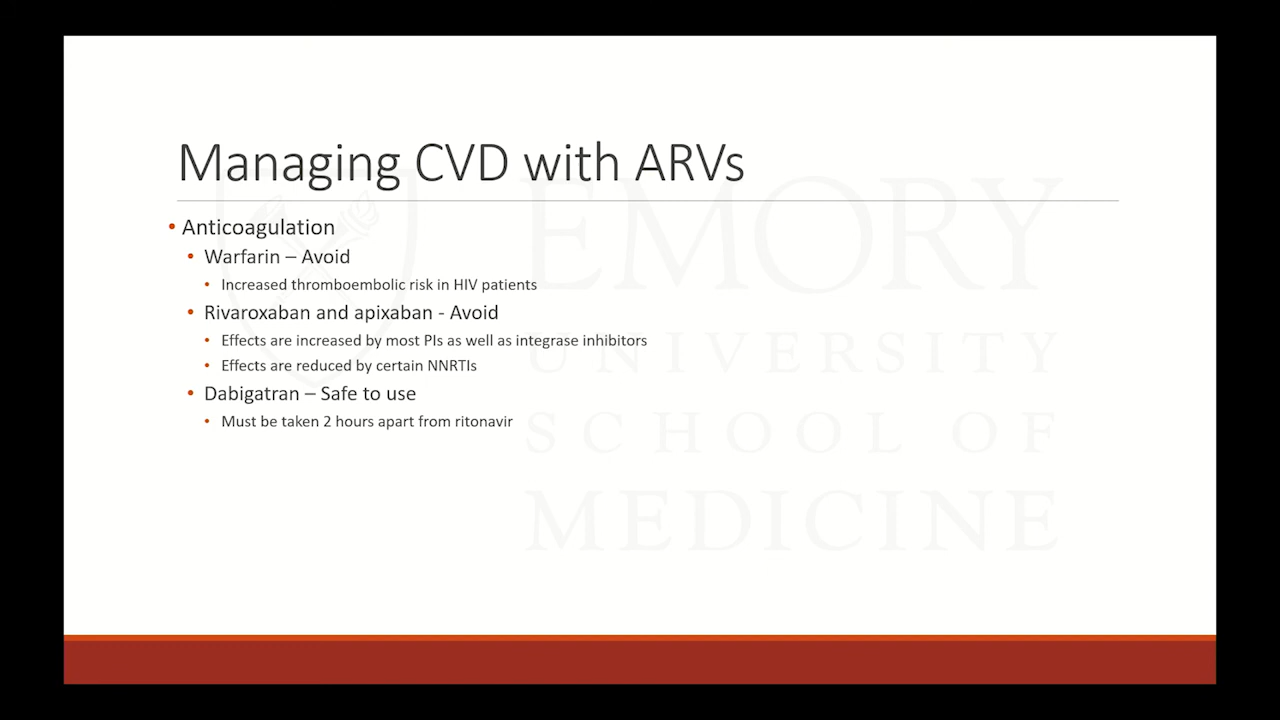 Managing CVD with ARVs
• Anticoagulation
• Warfarin – Avoid
• Increased thromboembolic risk in HIV patients
• Rivaroxaban and apixaban - Avoid
• Effects are increased by most PIs as well as integrase inhibitors
• Effects are reduced by certain NNRTIs
• Dabigatran – Safe to use
• Must be taken 2 hours apart from ritonavir
EMORY
UNIVERSITY
SCHOOL OF
MEDICINE